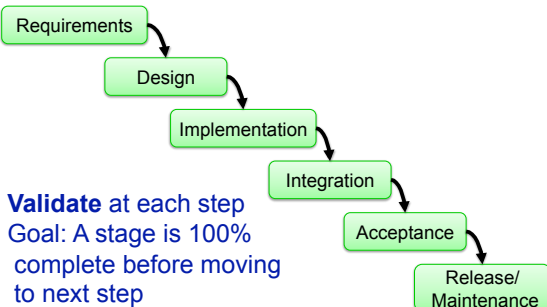 Requirements
Design
Implementation
Integration
Acceptance
Release/
Maintenance
Validate at each step
Goal: A stage is 100%
complete before moving
to next step